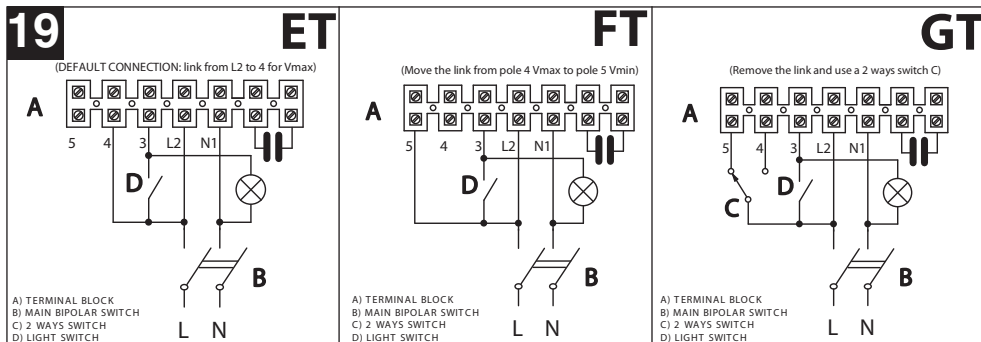 19
ET
(DEFAULT CONNECTION: link from L2 to 4 for Vmax)
A
5 4 3 L2 N1
D
B
A) TERMINAL BLOCK
B) MAIN BIPOLAR SWITCH
C) 2 WAYS SWITCH
D) LIGHT SWITCH
L N
FT
(Move the link from pole 4 Vmax to pole 5 Vmin)
A
5 4 3 L2 N1
D
B
A) TERMINAL BLOCK
B) MAIN BIPOLAR SWITCH
C) 2 WAYS SWITCH
D) LIGHT SWITCH
L N
GT
(Remove the link and use a 2 ways switch C)
A
5 4 3 L2 N1
D
C
B
A) TERMINAL BLOCK
B) MAIN BIPOLAR SWITCH
C) 2 WAYS SWITCH
D) LIGHT SWITCH
L N